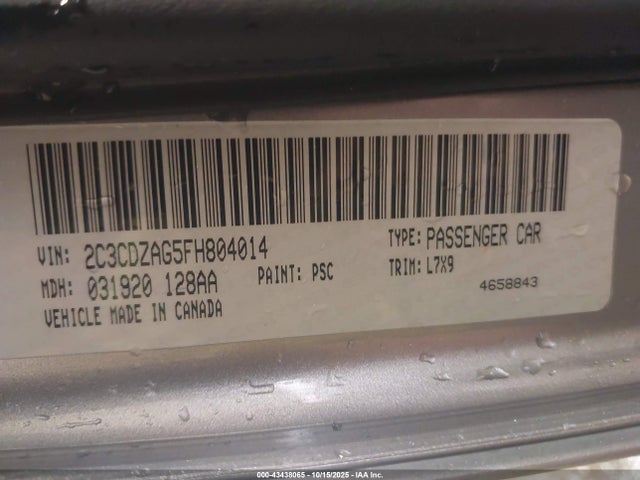 VIN: 2C3CDZAG5FH804014 TYPE: PASSENGER CAR
MDH: 031920 128AA PAINT: PSC TRIM: L7X9
VEHICLE MADE IN CANADA 4658843
000-43438065 - 10/15/2025 - IAA Inc.